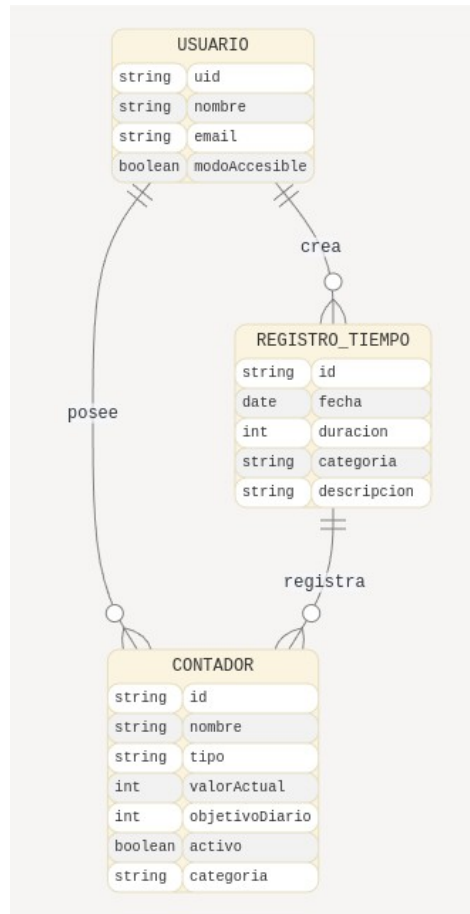 USUARIO
string uid
string nombre
string email
boolean modoAccesible
crea
REGISTRO_TIEMPO
string id
date fecha
int duracion
string categoria
string descripcion
posee
registra
CONTADOR
string id
string nombre
string tipo
int valorActual
int objetivoDiario
boolean activo
string categoria